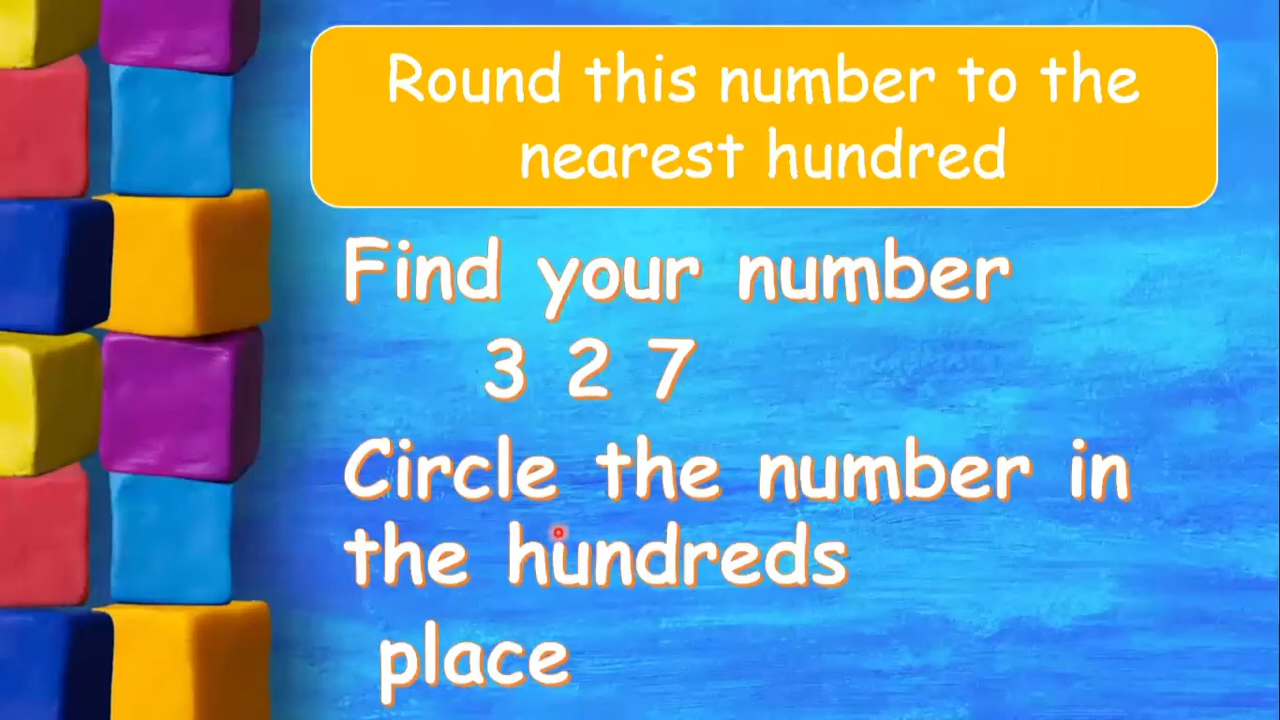 Round this number to the
nearest hundred
Find your number
3 2 7
Circle the number in
the hundreds
place